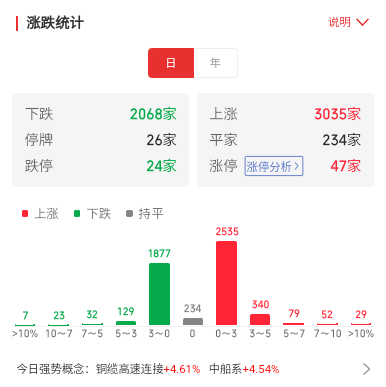 涨跌统计 说明
日 年
下跌 2068家 上涨 3035家
停牌 26家 平家 234家
跌停 24家 涨停 涨停分析> 47家
上涨 下跌 持平
7 23 32 129 1877 234 2535 340 79 52 29
>10% 10~7 7~5 5~3 3~0 0 0~3 3~5 5~7 7~10 >10%
今日强势概念：铜缆高速连接+4.61% 中船系+4.54%